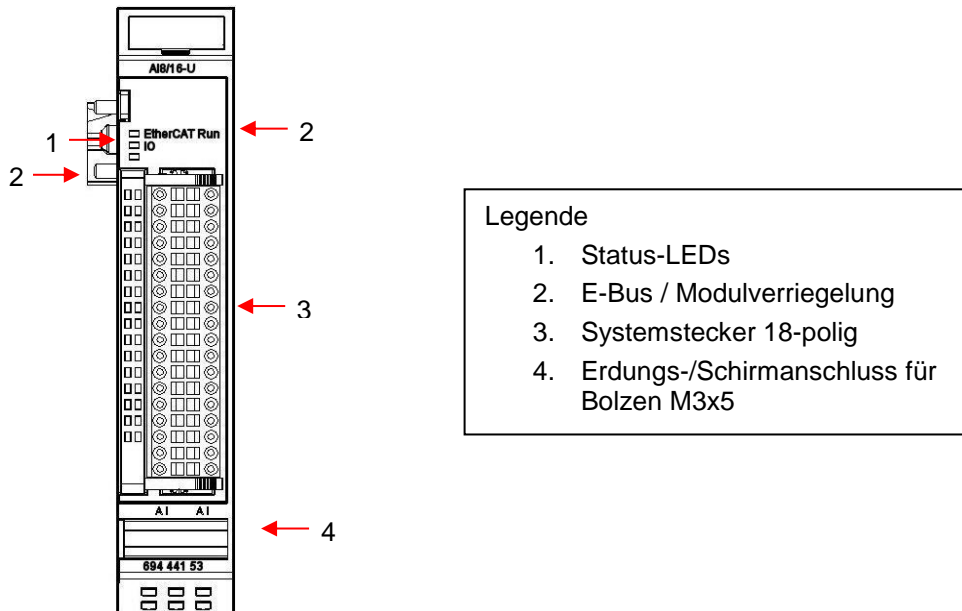 AI8/16-U
1
EtherCAT Run
IO
2
2
3
AI AI
4
694 441 53
Legende
1. Status-LEDs
2. E-Bus / Modulverriegelung
3. Systemstecker 18-polig
4. Erdungs-/Schirmanschluss für
Bolzen M3x5